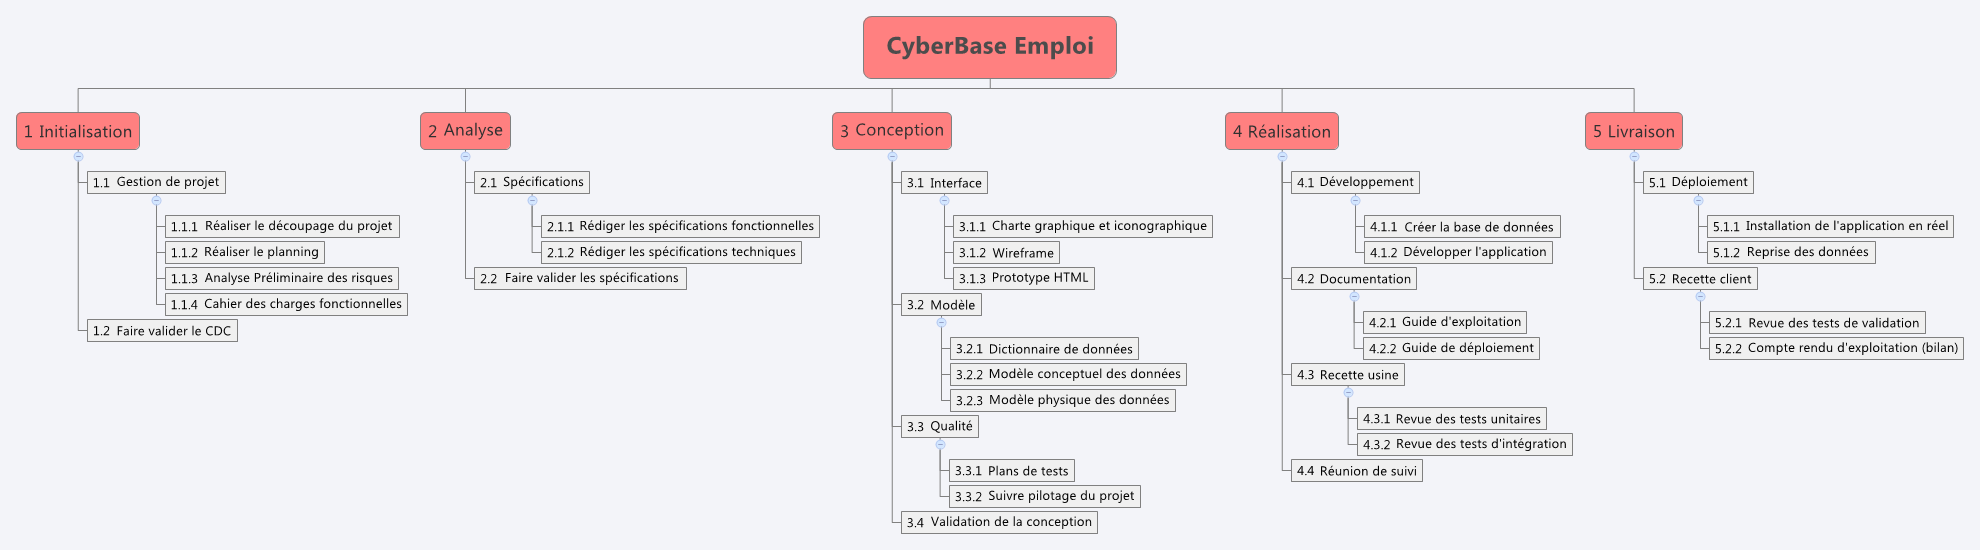 CyberBase Emploi
1 Initialisation
1.1 Gestion de projet
1.1.1 Réaliser le découpage du projet
1.1.2 Réaliser le planning
1.1.3 Analyse Préliminaire des risques
1.1.4 Cahier des charges fonctionnelles
1.2 Faire valider le CDC
2 Analyse
2.1 Spécifications
2.1.1 Rédiger les spécifications fonctionnelles
2.1.2 Rédiger les spécifications techniques
2.2 Faire valider les spécifications
3 Conception
3.1 Interface
3.1.1 Charte graphique et iconographique
3.1.2 Wireframe
3.1.3 Prototype HTML
3.2 Modèle
3.2.1 Dictionnaire de données
3.2.2 Modèle conceptuel des données
3.2.3 Modèle physique des données
3.3 Qualité
3.3.1 Plans de tests
3.3.2 Suivre pilotage du projet
3.4 Validation de la conception
4 Réalisation
4.1 Développement
4.1.1 Créer la base de données
4.1.2 Développer l'application
4.2 Documentation
4.2.1 Guide d'exploitation
4.2.2 Guide de déploiement
4.3 Recette usine
4.3.1 Revue des tests unitaires
4.3.2 Revue des tests d'intégration
4.4 Réunion de suivi
5 Livraison
5.1 Déploiement
5.1.1 Installation de l'application en réel
5.1.2 Reprise des données
5.2 Recette client
5.2.1 Revue des tests de validation
5.2.2 Compte rendu d'exploitation (bilan)